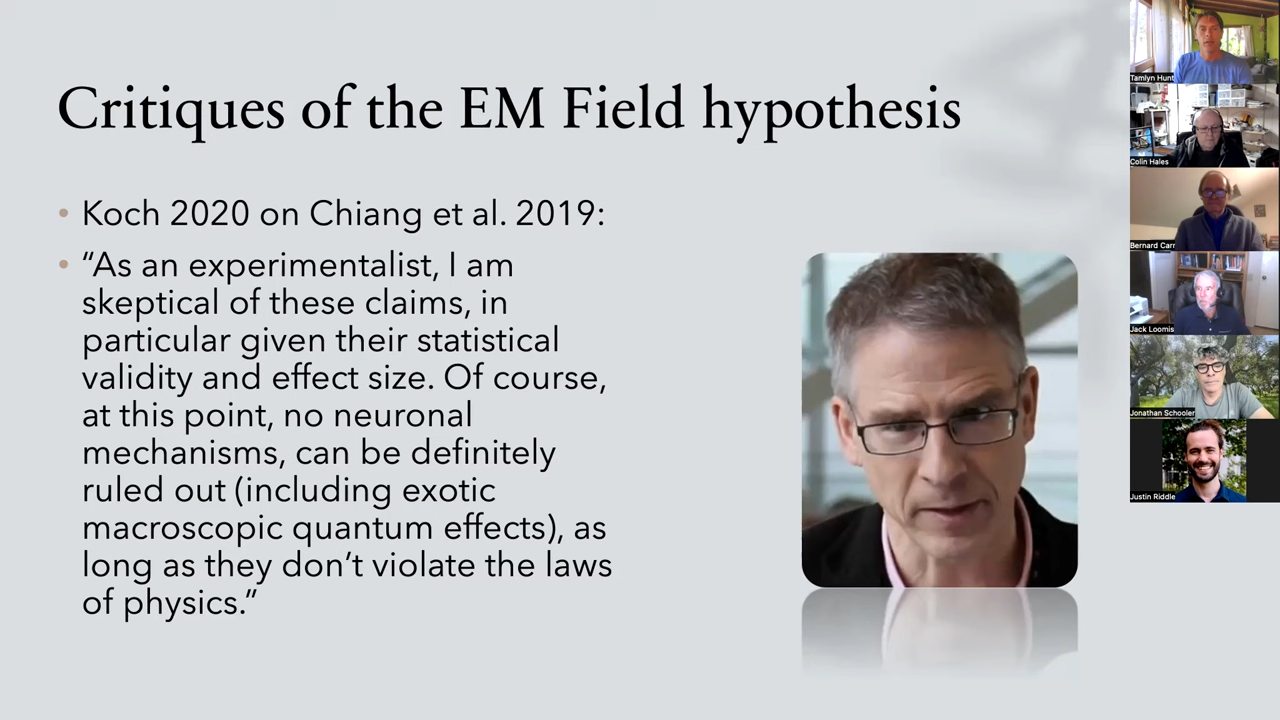 Critiques of the EM Field hypothesis
• Koch 2020 on Chiang et al. 2019:
• “As an experimentalist, I am
skeptical of these claims, in
particular given their statistical
validity and effect size. Of course,
at this point, no neuronal
mechanisms, can be definitely
ruled out (including exotic
macroscopic quantum effects), as
long as they don’t violate the laws
of physics.”
Tamlyn Hunt
Colin Hales
Bernard Carr
Jack Loomis
Jonathan Schooler
Justin Riddle